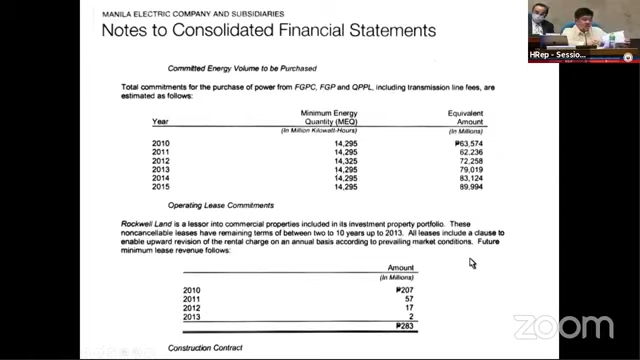 MANILA ELECTRIC COMPANY AND SUBSIDIARIES
Notes to Consolidated Financial Statements
Committed Energy Volume to be Purchased
Total commitments for the purchase of power from FGPC, FGP and QPPL, including transmission line fees, are
estimated as follows:
Year Minimum Energy Quantity (MEQ) Equivalent Amount
(In Million Kilowatt-Hours) (In Millions)
2010 14,295 ₱63,574
2011 14,295 62,236
2012 14,325 72,258
2013 14,295 79,019
2014 14,295 83,124
2015 14,295 89,994
Operating Lease Commitments
Rockwell Land is a lessor into commercial properties included in its investment property portfolio. These
noncancellable leases have remaining terms of between two to 10 years up to 2013. All leases include a clause to
enable upward revision of the rental charge on an annual basis according to prevailing market conditions. Future
minimum lease revenue follows:
Amount
(In Millions)
2010 ₱207
2011 57
2012 17
2013 2
₱283
Construction Contract
HRep - Sessio...
zoom